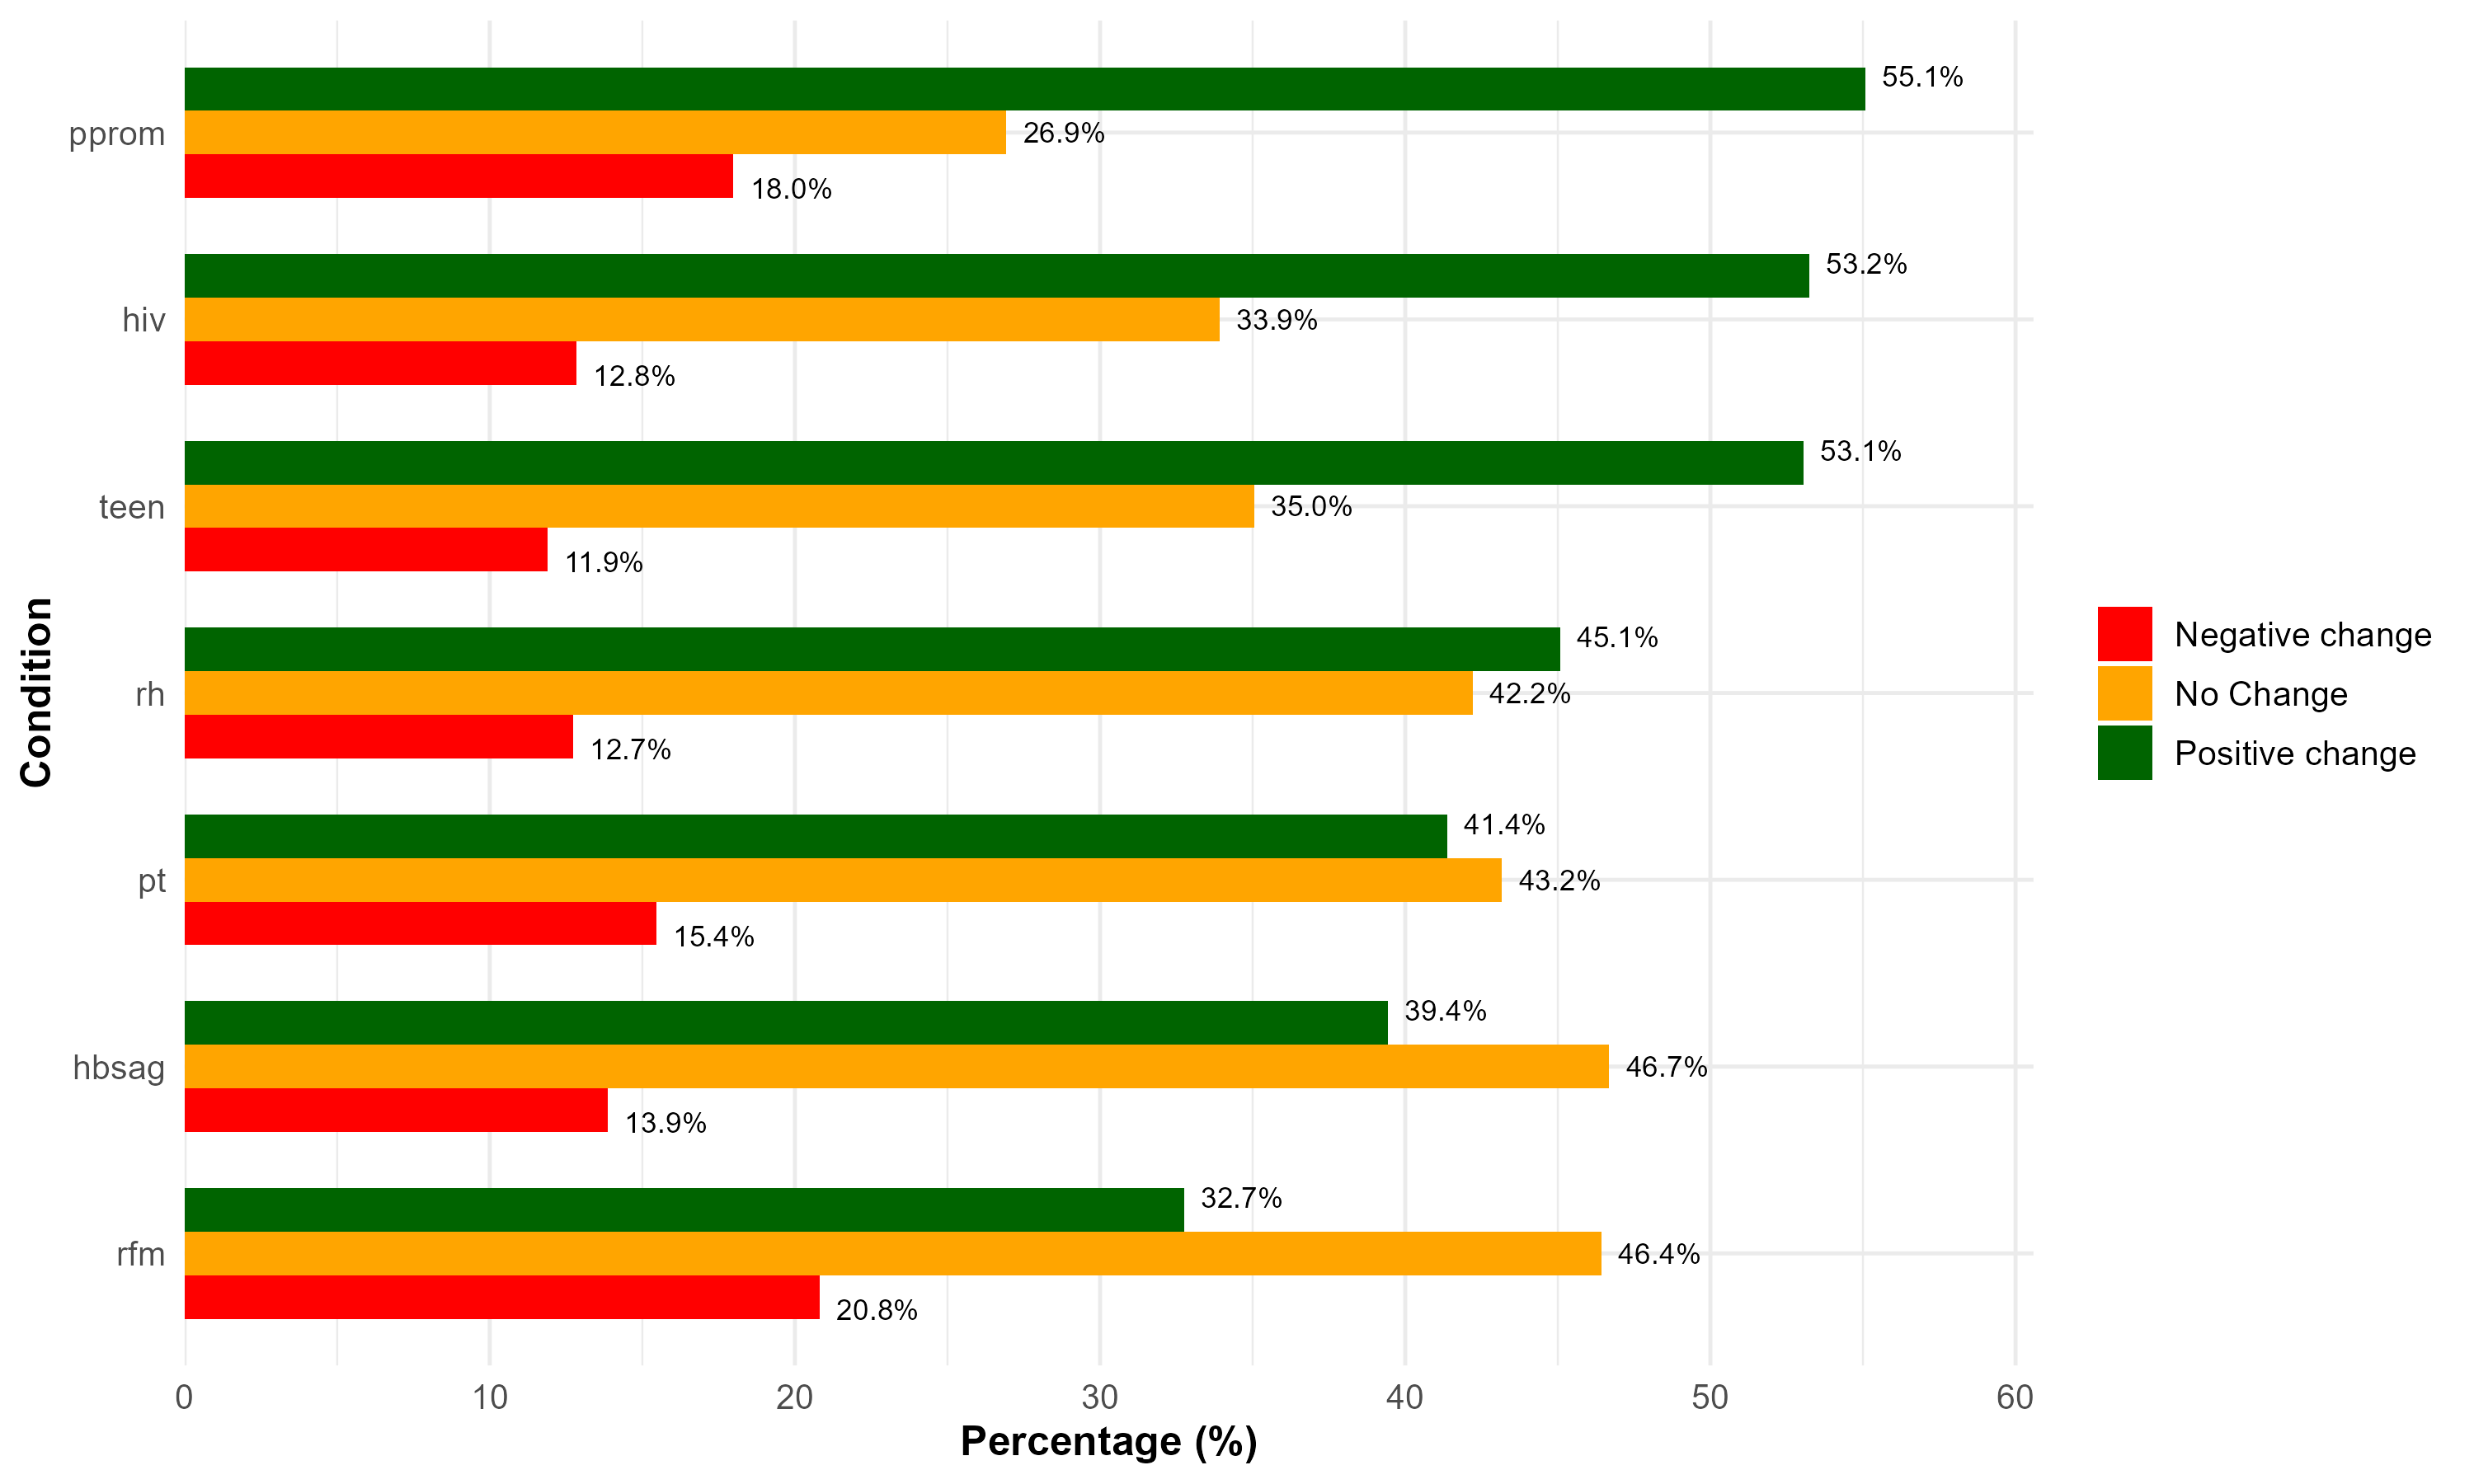 55.1%
pprom
26.9%
18.0%
53.2%
hiv
33.9%
12.8%
53.1%
teen
35.0%
11.9%
45.1%
rh
42.2%
12.7%
41.4%
pt
43.2%
15.4%
39.4%
hbsag
46.7%
13.9%
32.7%
rfm
46.4%
20.8%
Condition
0 10 20 30 40 50 60
Percentage (%)
Negative change
No Change
Positive change